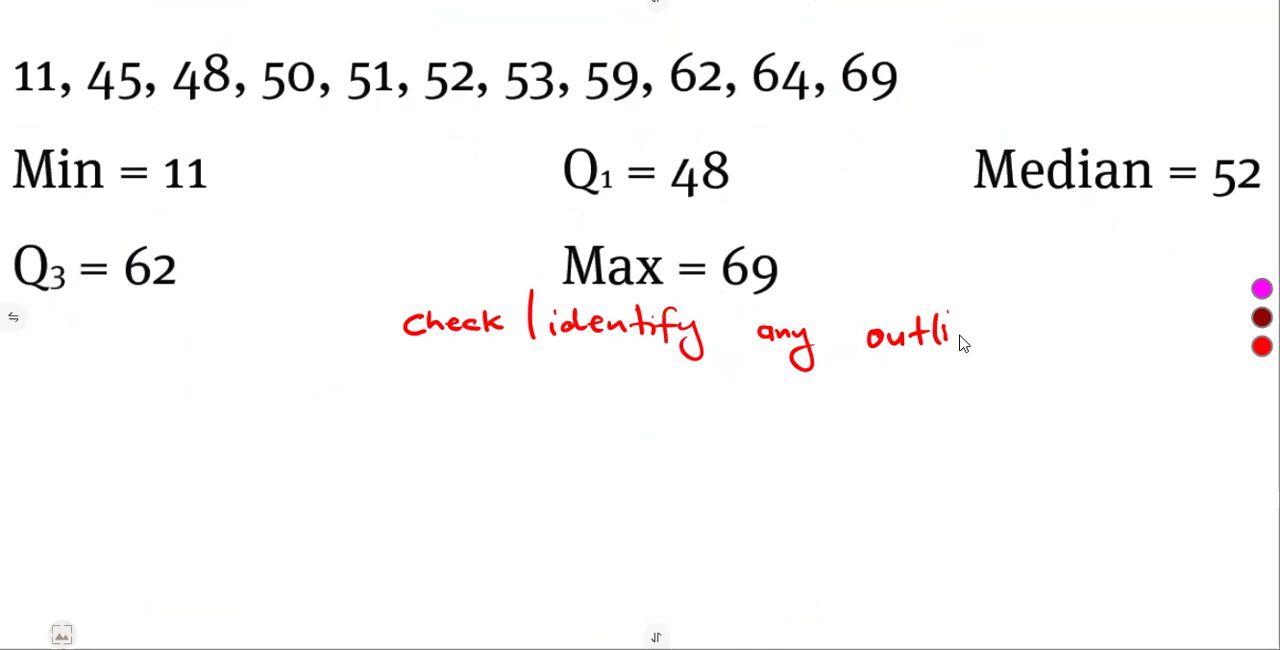 11, 45, 48, 50, 51, 52, 53, 59, 62, 64, 69
Min = 11 Q₁ = 48 Median = 52
Q₃ = 62 Max = 69
check | identify any outli